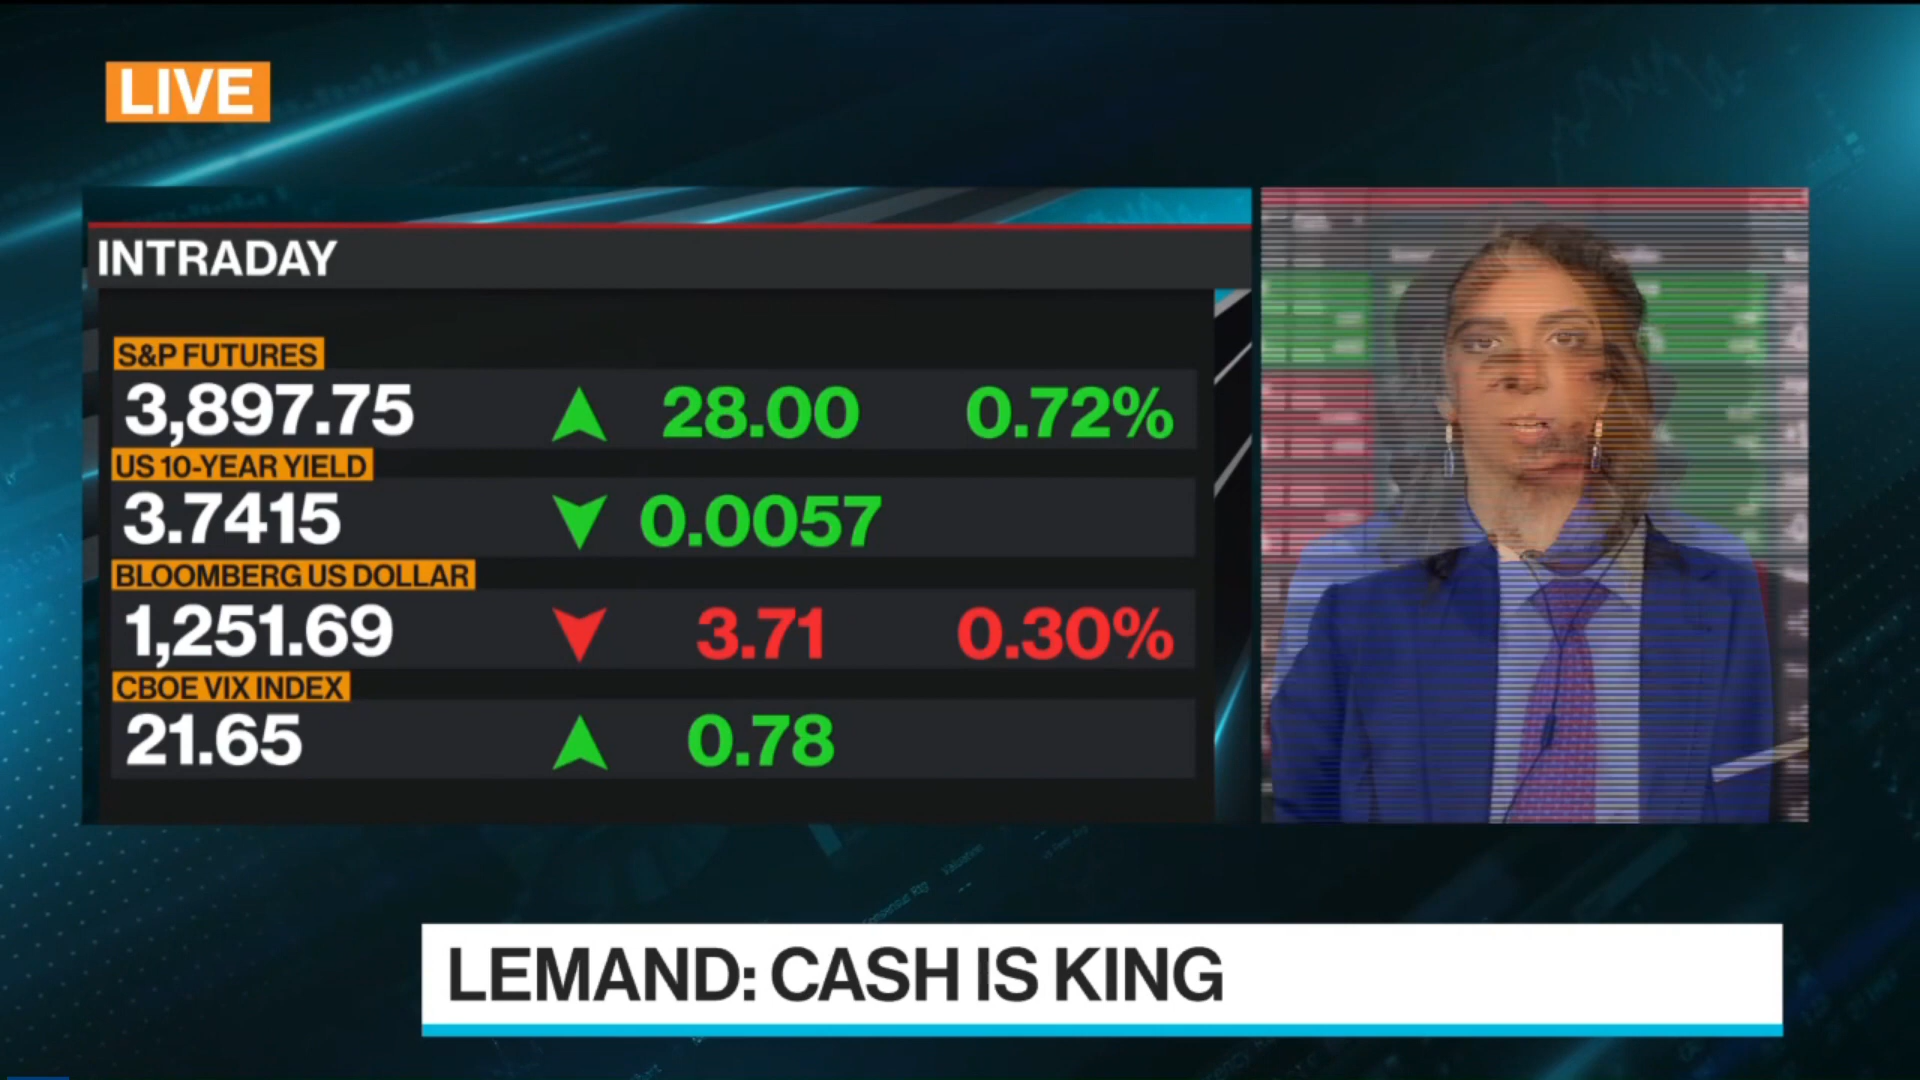 LIVE
INTRADAY
S&P FUTURES
3,897.75 ▲ 28.00 0.72%
US 10-YEAR YIELD
3.7415 ▼ 0.0057
BLOOMBERG US DOLLAR
1,251.69 ▼ 3.71 0.30%
CBOE VIX INDEX
21.65 ▲ 0.78
LEMAND: CASH IS KING